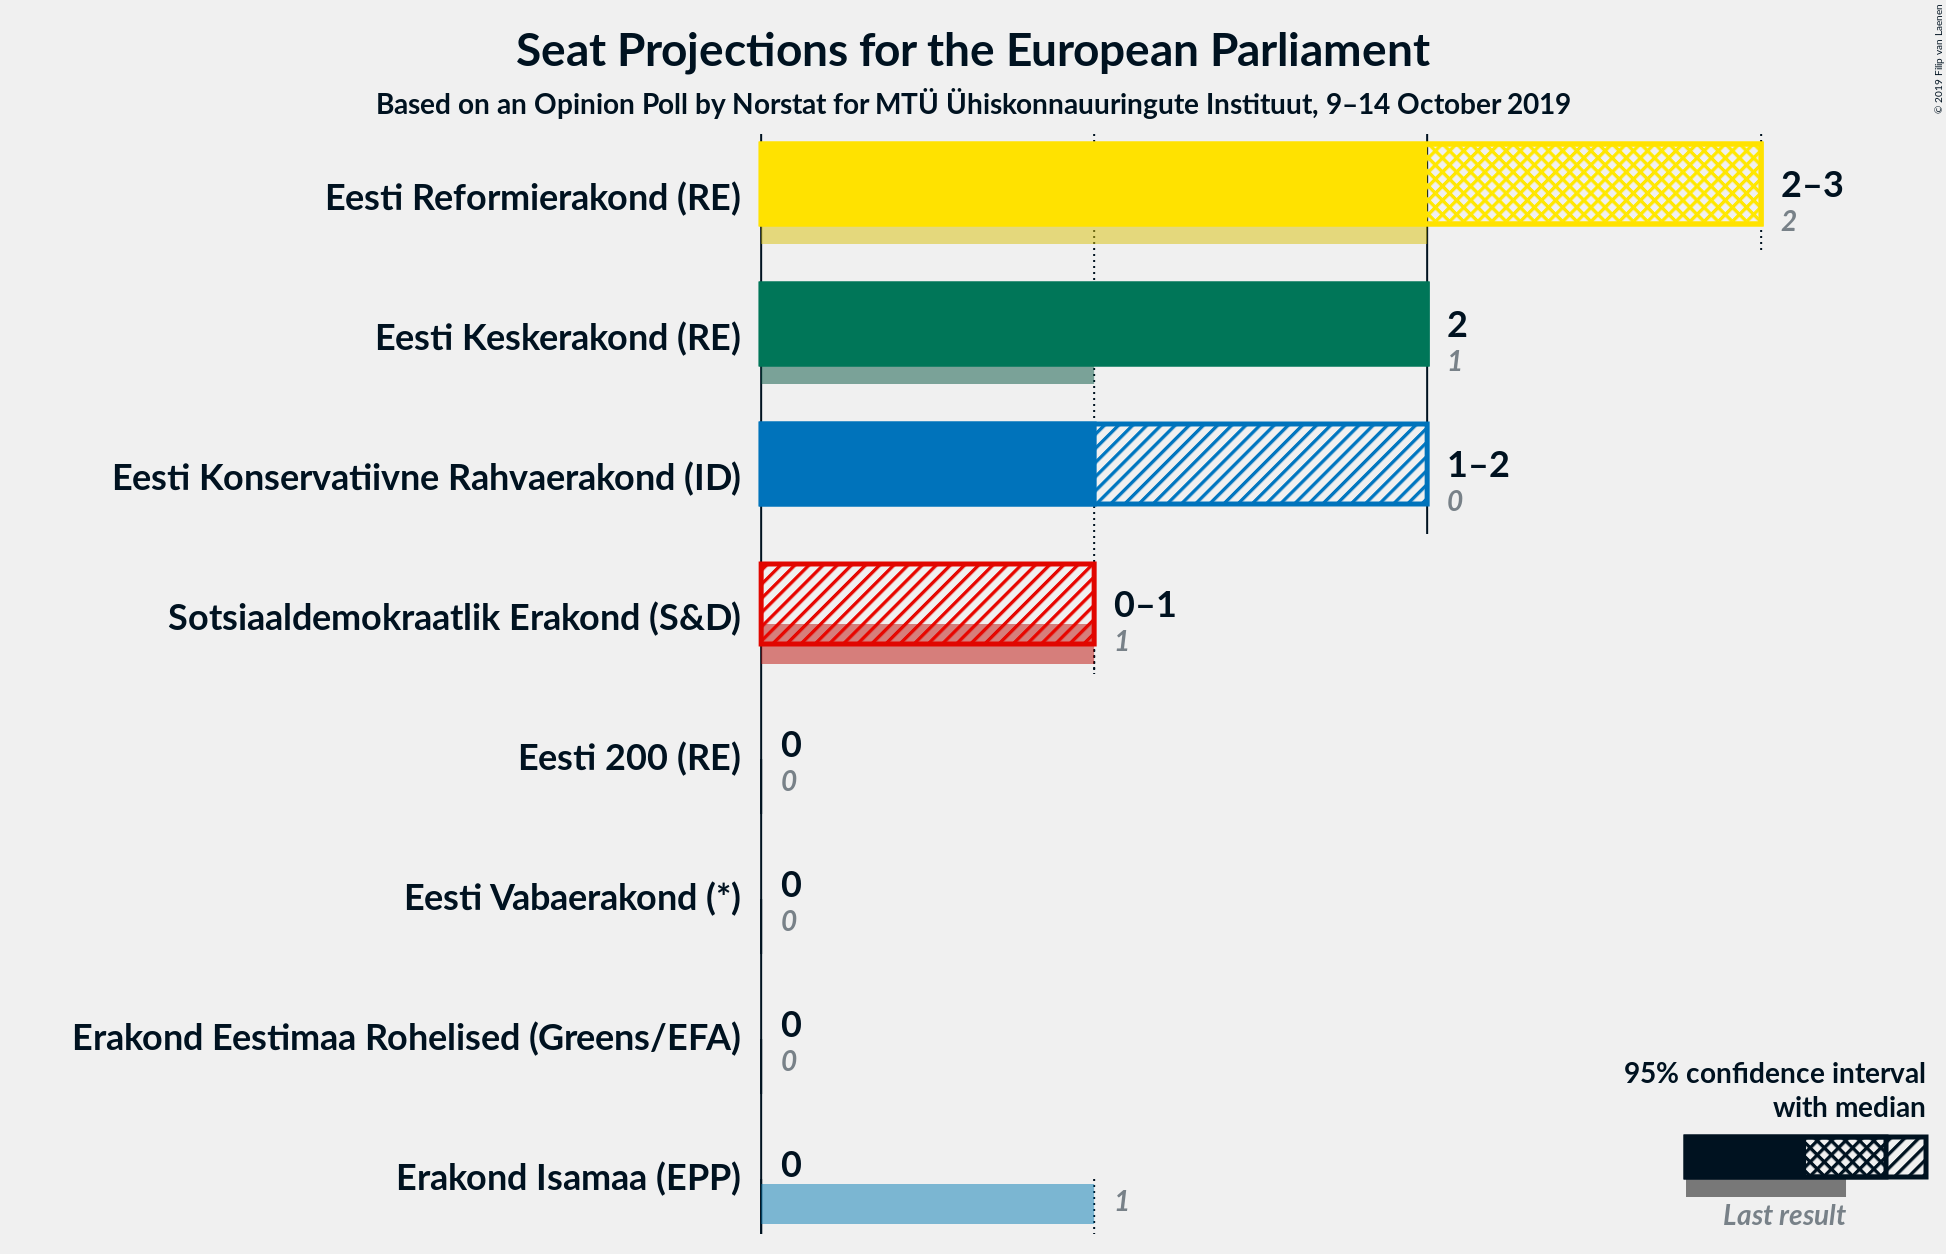 Seat Projections for the European Parliament
Based on an Opinion Poll by Norstat for MTÜ Ühiskonnauuringute Instituut, 9–14 October 2019
© 2019 Filip van Laenen
Eesti Reformierakond (RE)
2–3
2
Eesti Keskerakond (RE)
2
1
Eesti Konservatiivne Rahvaerakond (ID)
1–2
0
Sotsiaaldemokraatlik Erakond (S&D)
0–1
1
Eesti 200 (RE)
0
0
Eesti Vabaerakond (*)
0
0
Erakond Eestimaa Rohelised (Greens/EFA)
0
0
Erakond Isamaa (EPP)
0
1
95% confidence interval
with median
Last result